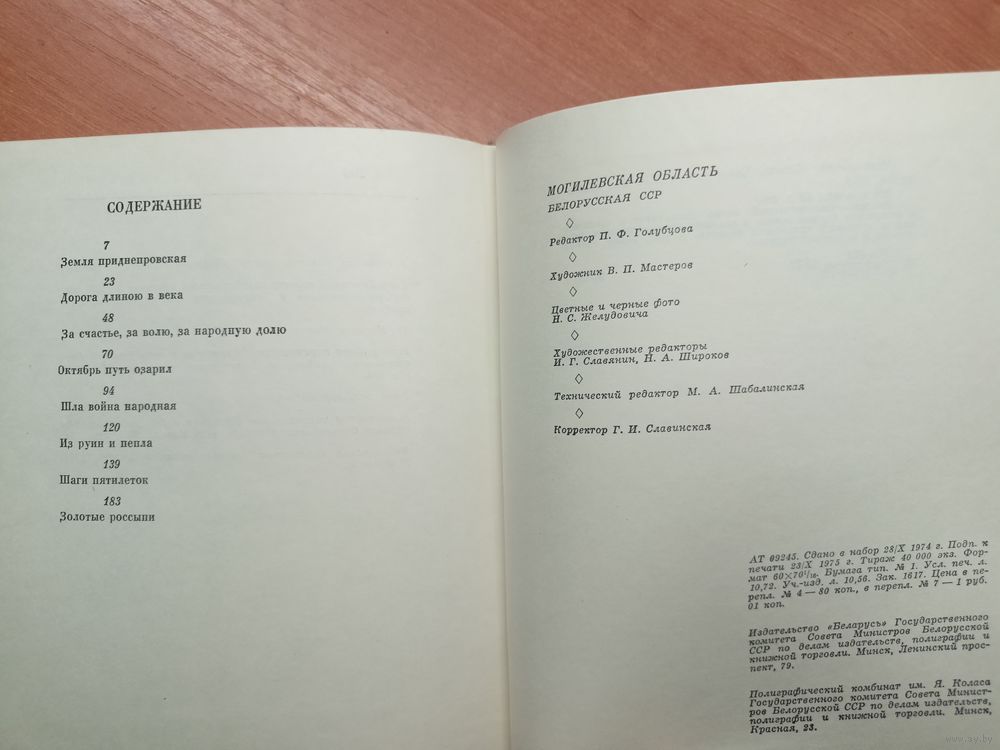 СОДЕРЖАНИЕ
7
Земля приднепровская
23
Дорога длиною в века
48
За счастье, за волю, за народную долю
70
Октябрь путь озарил
94
Шла война народная
120
Из руин и пепла
139
Шаги пятилеток
183
Золотые россыпи
МОГИЛЕВСКАЯ ОБЛАСТЬ
БЕЛОРУССКАЯ ССР
Редактор П. Ф. Голубцова
Художник В. П. Мастеров
Цветные и черные фото
Н. С. Желудовича
Художественные редакторы
И. Г. Славянин, Н. А. Широков
Технический редактор М. А. Шабалинская
Корректор Г. И. Славинская
АТ 09245. Сдано в набор 28/X 1974 г. Подп. к
печати 23/X 1975 г. Тираж 40 000 экз. Фор-
мат 60×70¹/₁₆. Бумага тип. № 1. Усл. печ. л.
10,72. Уч.-изд. л. 10,56. Зак. 1617. Цена в пе-
репл. № 4 — 80 коп., в перепл. № 7 — 1 руб.
01 коп.
Издательство «Беларусь» Государственного
комитета Совета Министров Белорусской
ССР по делам издательств, полиграфии и
книжной торговли. Минск, Ленинский прос-
пект, 79.
Полиграфический комбинат им. Я. Коласа
Государственного комитета Совета Минист-
ров Белорусской ССР по делам издательств,
полиграфии и книжной торговли. Минск,
Красная, 23.
www.ay.by